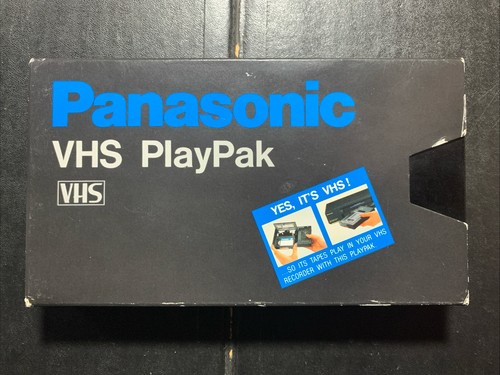 Panasonic
VHS PlayPak
VHS
YES, IT'S VHS!
...SO ITS TAPES PLAY IN YOUR VHS
RECORDER WITH THIS PLAYPAK